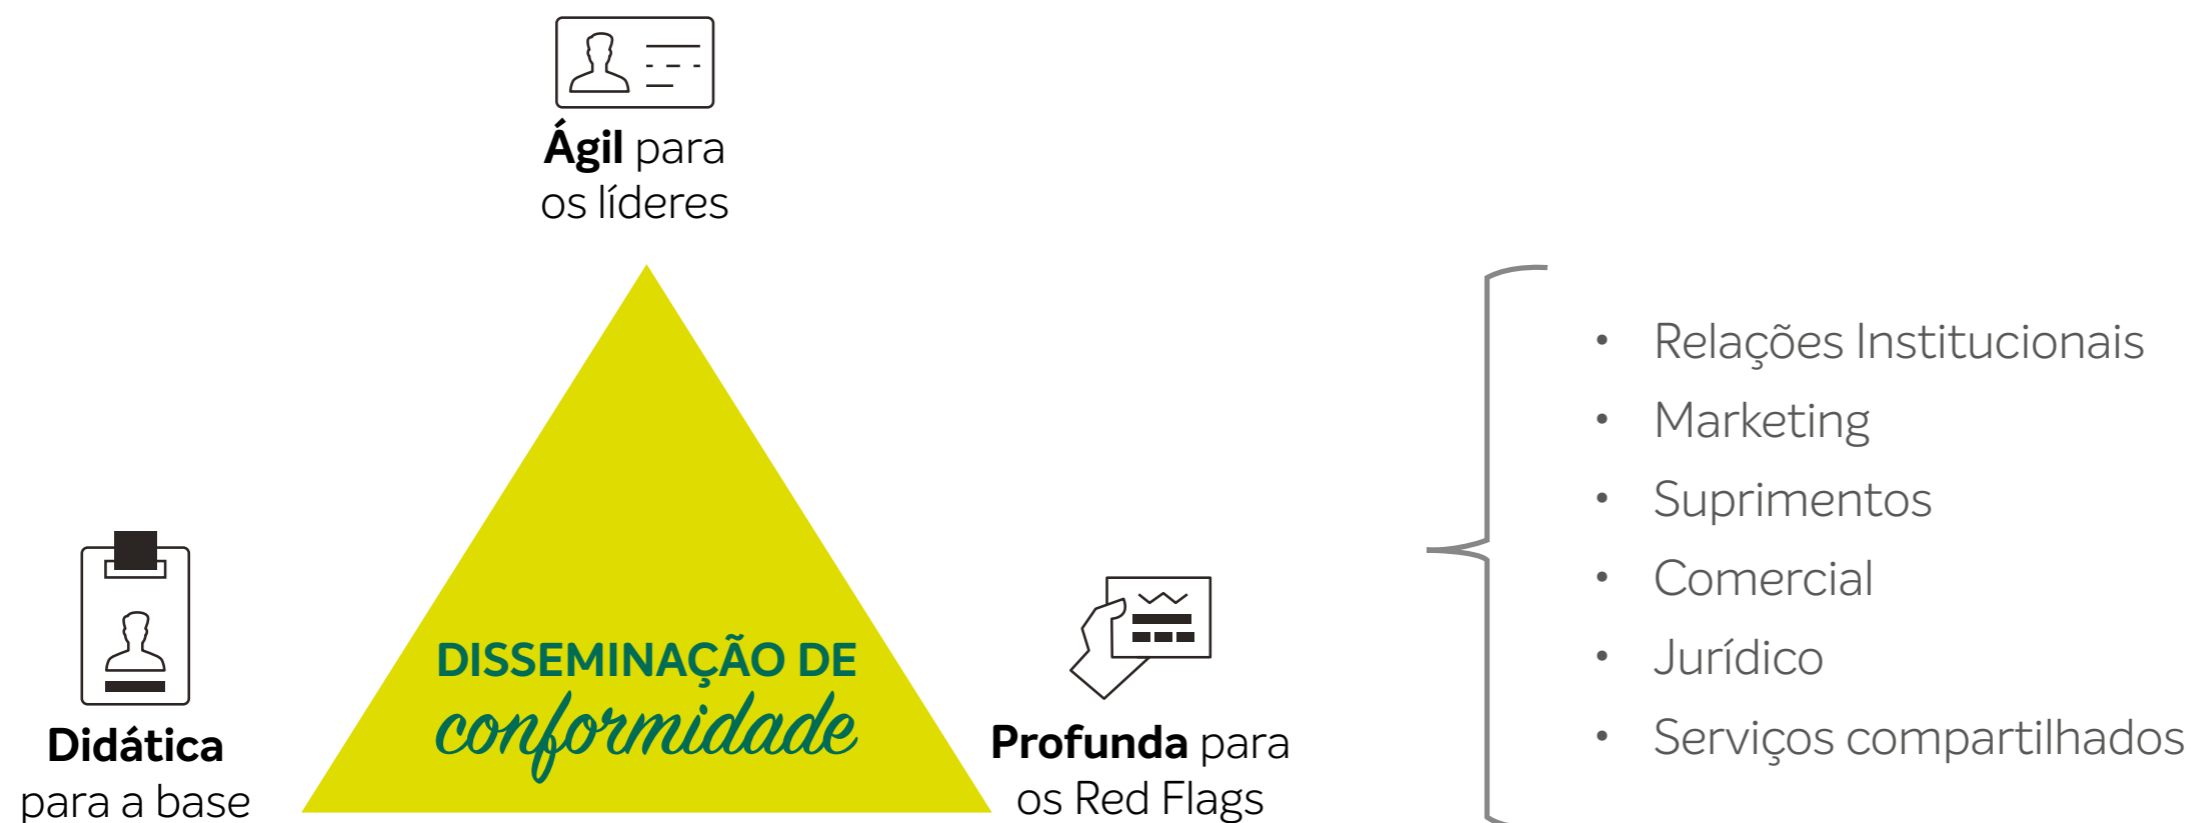 Ágil para
os líderes
DISSEMINAÇÃO DE
conformidade
Didática
para a base
Profunda para
os Red Flags
• Relações Institucionais
• Marketing
• Suprimentos
• Comercial
• Jurídico
• Serviços compartilhados